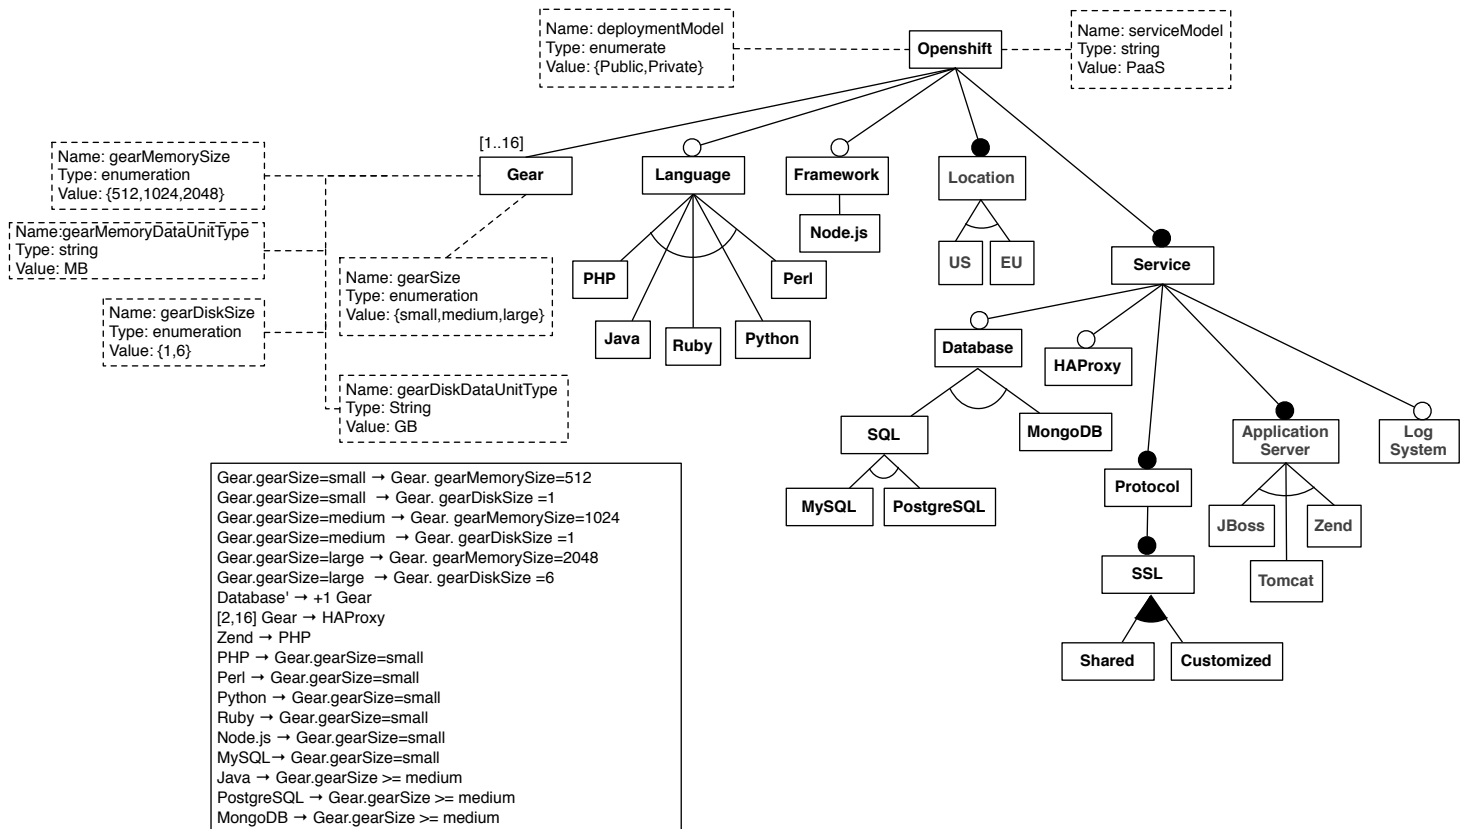 Name: deploymentModel
Type: enumerate
Value: {Public,Private}
Openshift
Name: serviceModel
Type: string
Value: PaaS
[1..16]
Name: gearMemorySize
Type: enumeration
Value: {512,1024,2048}
Gear
Language
Framework
Location
Name:gearMemoryDataUnitType
Type: string
Value: MB
Node.js
US
EU
Service
Name: gearSize
Type: enumeration
Value: {small,medium,large}
PHP
Perl
Name: gearDiskSize
Type: enumeration
Value: {1,6}
Java
Ruby
Python
Database
HAProxy
Name: gearDiskDataUnitType
Type: String
Value: GB
SQL
MongoDB
Application
Server
Log
System
MySQL
PostgreSQL
Protocol
JBoss
Zend
SSL
Tomcat
Shared
Customized
Gear.gearSize=small → Gear. gearMemorySize=512
Gear.gearSize=small → Gear. gearDiskSize =1
Gear.gearSize=medium → Gear. gearMemorySize=1024
Gear.gearSize=medium → Gear. gearDiskSize =1
Gear.gearSize=large → Gear. gearMemorySize=2048
Gear.gearSize=large → Gear. gearDiskSize =6
Database' → +1 Gear
[2,16] Gear → HAProxy
Zend → PHP
PHP → Gear.gearSize=small
Perl → Gear.gearSize=small
Python → Gear.gearSize=small
Ruby → Gear.gearSize=small
Node.js → Gear.gearSize=small
MySQL→ Gear.gearSize=small
Java → Gear.gearSize >= medium
PostgreSQL → Gear.gearSize >= medium
MongoDB → Gear.gearSize >= medium